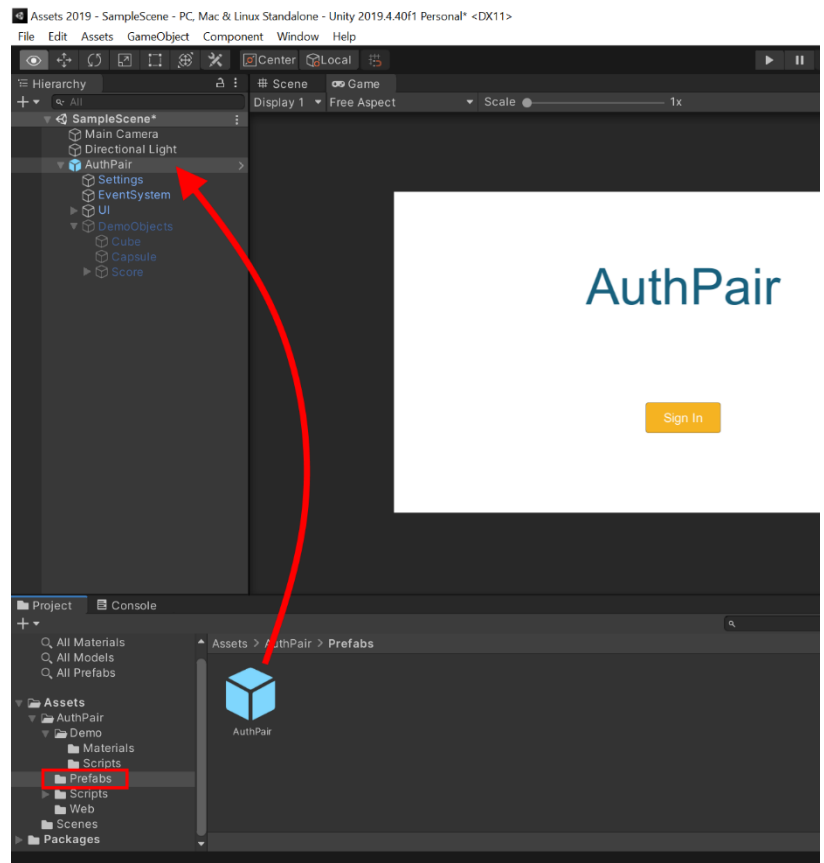 Assets 2019 - SampleScene - PC, Mac & Linux Standalone - Unity 2019.4.40f1 Personal* <DX11>
File Edit Assets GameObject Component Window Help
Center Local
Hierarchy
All
SampleScene*
Main Camera
Directional Light
AuthPair
Settings
EventSystem
UI
DemoObjects
Cube
Capsule
Score
Scene Game
Display 1 Free Aspect Scale 1x
AuthPair
Sign In
Project Console
All Materials
All Models
All Prefabs
Assets
AuthPair
Demo
Materials
Scripts
Prefabs
Scripts
Web
Scenes
Packages
Assets > AuthPair > Prefabs
AuthPair